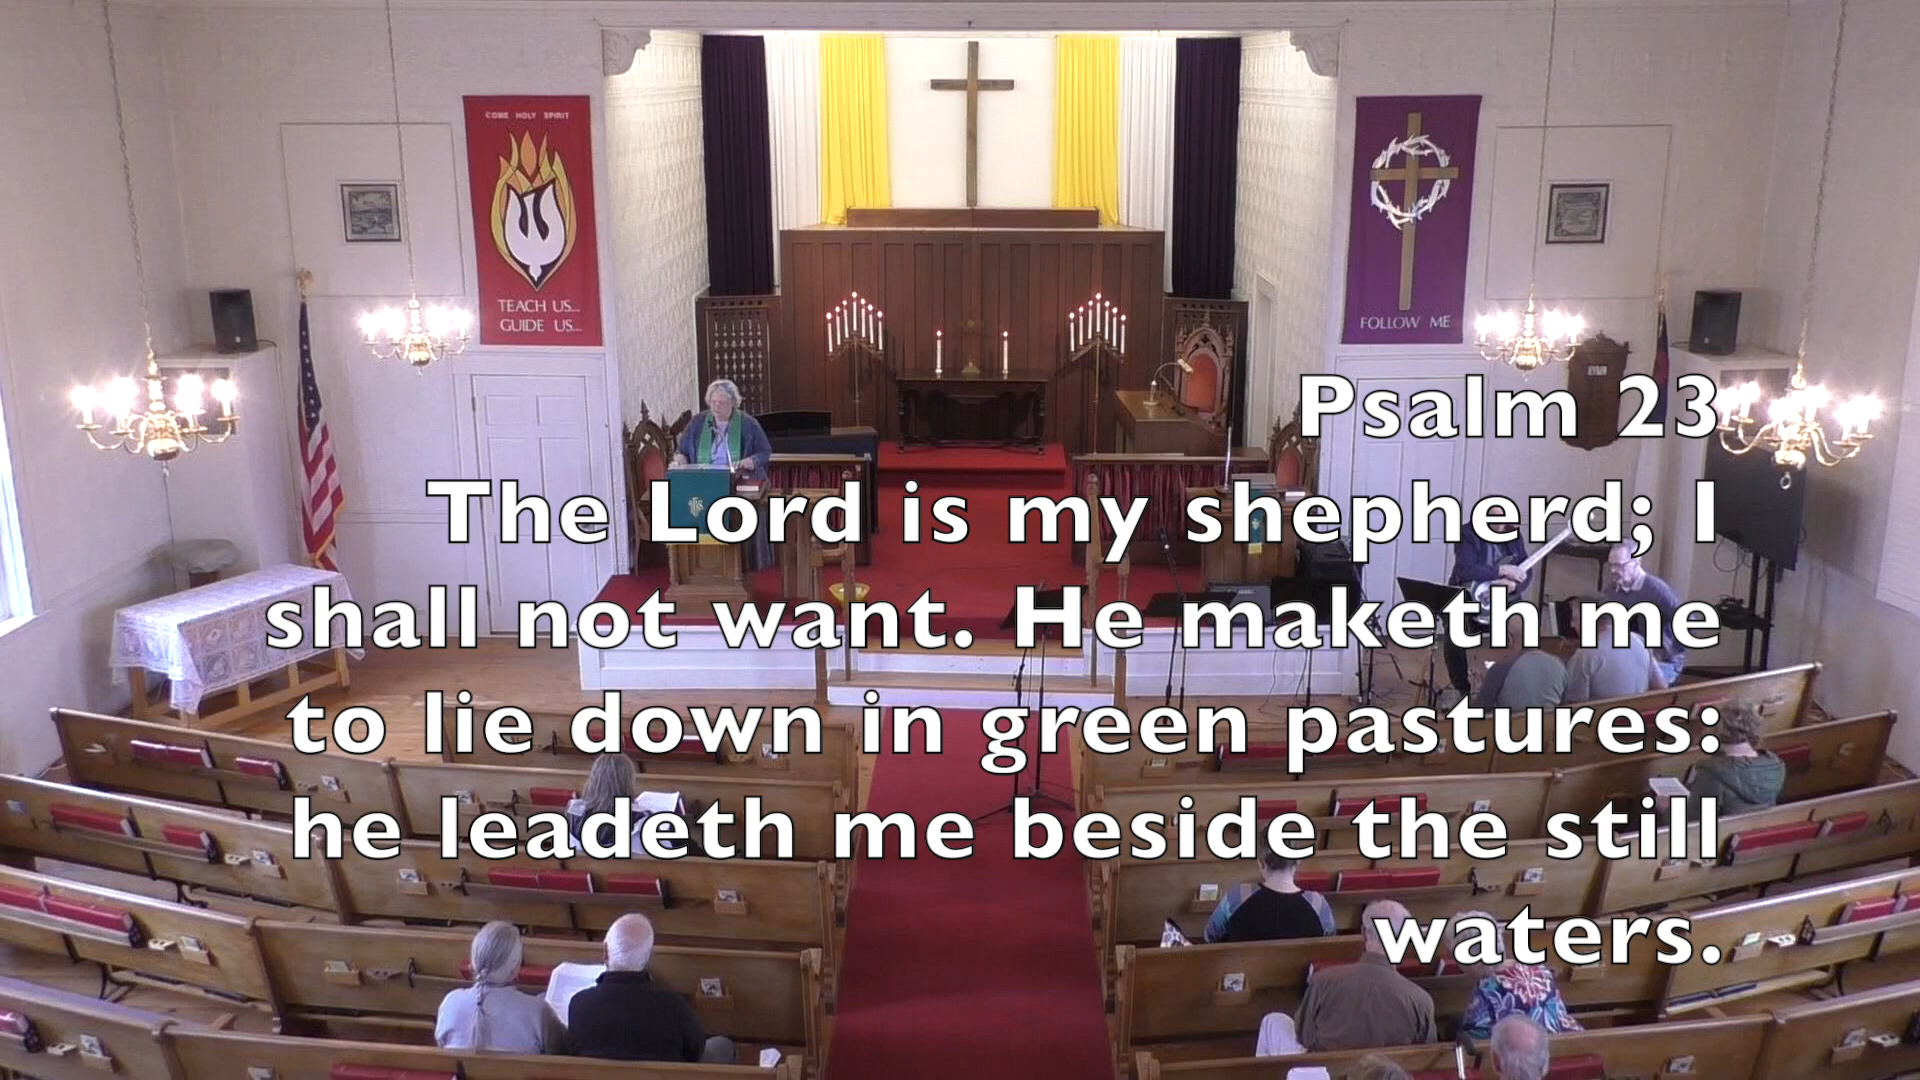 COME HOLY SPIRIT
TEACH US...
GUIDE US...
FOLLOW ME
Psalm 23
The Lord is my shepherd; I
shall not want. He maketh me
to lie down in green pastures:
he leadeth me beside the still
waters.